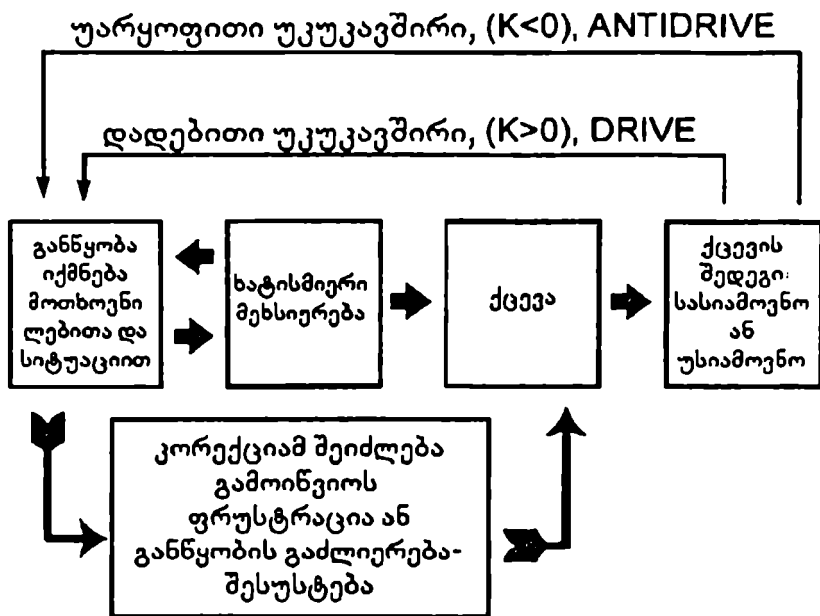 უარყოფითი უკუკავშირი, (K<0), ANTIDRIVE
დადებითი უკუკავშირი, (K>0), DRIVE
განწყობა
იქმნება
მოთხოენი
ლებითა და
სიტუაციით
ხატისმიერი
მეხსიერება
ქცევა
ქცევის
შედეგი:
სასიამოვნო
ან
უსიამოვნო
კორექციამ შეიძლება
გამოიწვიოს
ფრუსტრაცია ან
განწყობის გაძლიერება-
შესუსტება